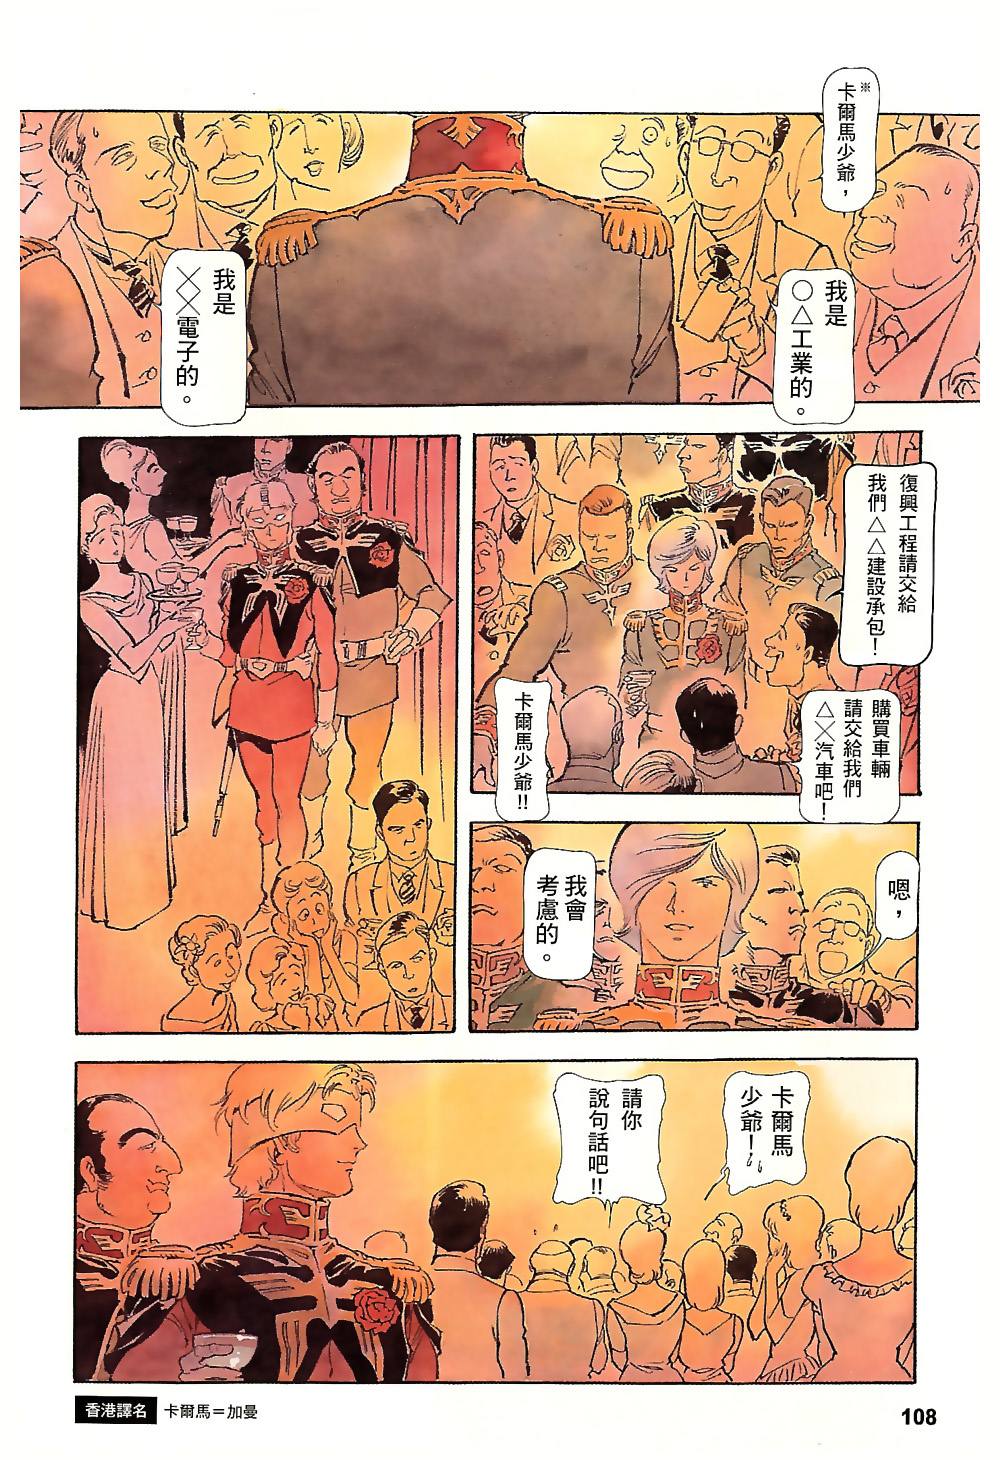 ※
卡爾馬少爺，
我是
○△工業的。
我是
××電子的。
復興工程請交給
我們△△建設承包！
購買車輛
請交給我們
△×汽車吧！
卡爾馬少爺!!
嗯，
我會
考慮的。
卡爾馬
少爺！
請你
說句話吧!!
香港譯名 卡爾馬＝加曼
108